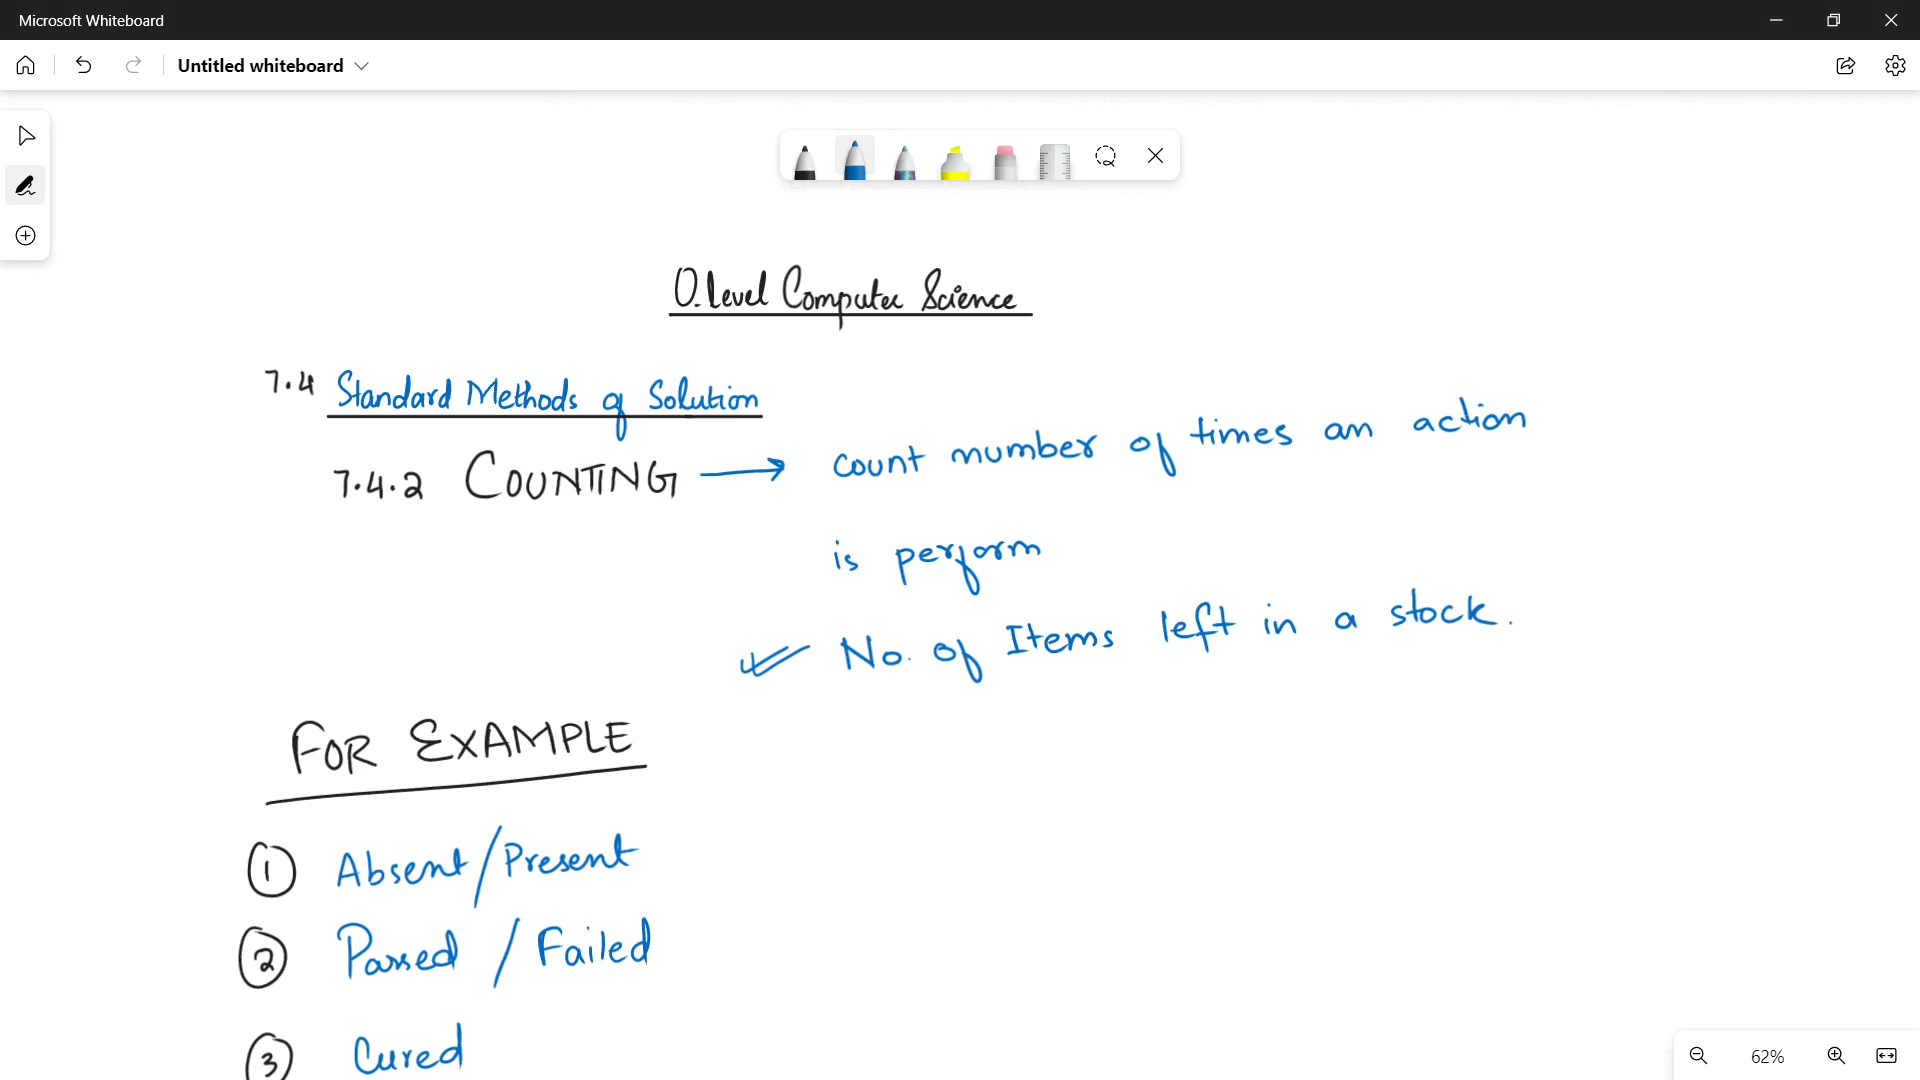 Microsoft Whiteboard
Untitled whiteboard
O.Level Computer Science
7.4 Standard Methods of Solution
7.4.2 COUNTING → count number of times an action
is perform
✓ No. of Items left in a stock.
FOR EXAMPLE
① Absent/Present
② Passed / Failed
③ Cured
62%